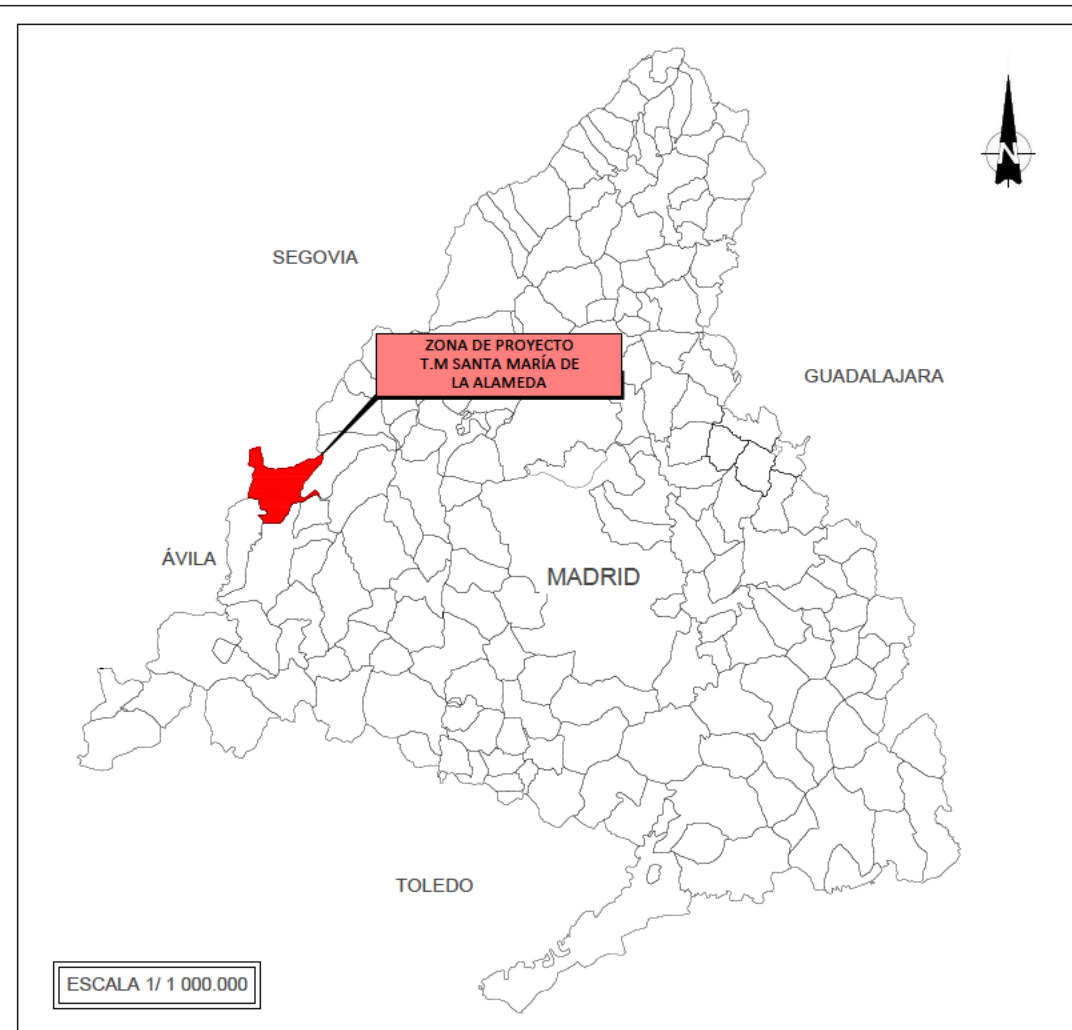 N
SEGOVIA
ZONA DE PROYECTO
T.M SANTA MARÍA DE
LA ALAMEDA
GUADALAJARA
ÁVILA
MADRID
TOLEDO
ESCALA 1/ 1 000.000